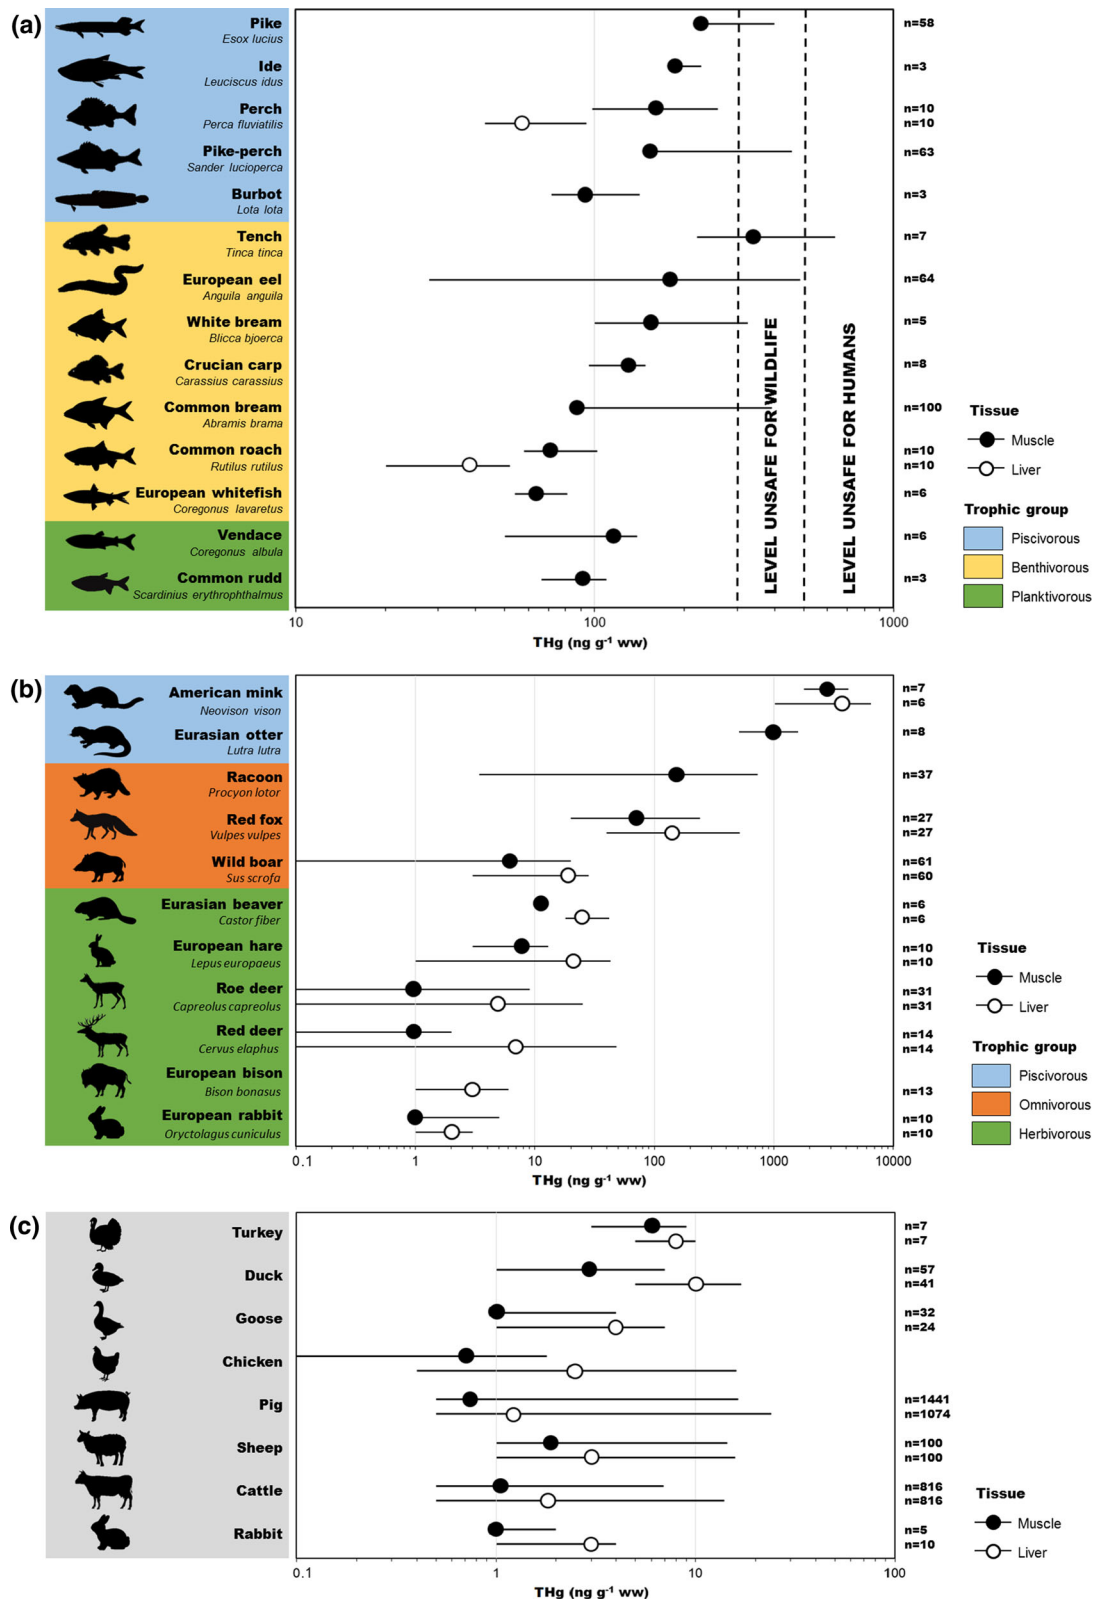 (a)
Pike
n=58
Esox lucius
Ide
n=3
Leuciscus idus
Perch
n=10
Perca fluviatilis
n=10
Pike-perch
n=63
Sander lucioperca
Burbot
n=3
Lota lota
Tench
n=7
Tinca tinca
European eel
n=64
Anguila anguila
White bream
n=5
Blicca bjoerca
Crucian carp
n=8
Carassius carassius
Common bream
n=100
Abramis brama
Common roach
n=10
Rutilus rutilus
n=10
European whitefish
n=6
Coregonus lavaretus
Vendace
n=6
Coregonus albula
Common rudd
n=3
Scardinius erythrophthalmus
LEVEL UNSAFE FOR WILDLIFE
LEVEL UNSAFE FOR HUMANS
10 100 1000
THg (ng g-1 ww)
Tissue
Muscle
Liver
Trophic group
Piscivorous
Benthivorous
Planktivorous
(b)
American mink
n=7
Neovison vison
n=6
Eurasian otter
n=8
Lutra lutra
Racoon
n=37
Procyon lotor
Red fox
n=27
Vulpes vulpes
n=27
Wild boar
n=61
Sus scrofa
n=60
Eurasian beaver
n=6
Castor fiber
n=6
European hare
n=10
Lepus europaeus
n=10
Roe deer
n=31
Capreolus capreolus
n=31
Red deer
n=14
Cervus elaphus
n=14
European bison
Bison bonasus
n=13
European rabbit
n=10
Oryctolagus cuniculus
n=10
0.1 1 10 100 1000 10000
THg (ng g-1 ww)
Tissue
Muscle
Liver
Trophic group
Piscivorous
Omnivorous
Herbivorous
(c)
Turkey
n=7
n=7
Duck
n=57
n=41
Goose
n=32
n=24
Chicken
Pig
n=1441
n=1074
Sheep
n=100
n=100
Cattle
n=816
n=816
Rabbit
n=5
n=10
0.1 1 10 100
THg (ng g-1 ww)
Tissue
Muscle
Liver